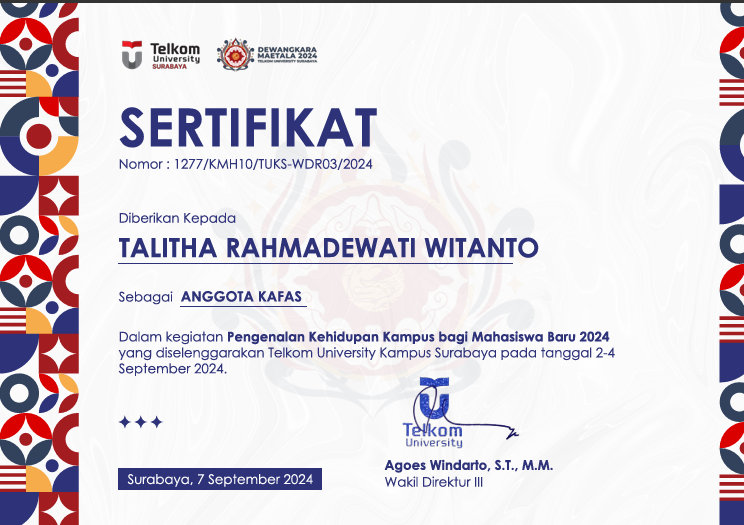 Telkom
University
SURABAYA
DEWANGKARA
MAETALA 2024
TELKOM UNIVERSITY SURABAYA
SERTIFIKAT
Nomor : 1277/KMH10/TUKS-WDR03/2024
Diberikan Kepada
TALITHA RAHMADEWATI WITANTO
Sebagai ANGGOTA KAFAS
Dalam kegiatan Pengenalan Kehidupan Kampus bagi Mahasiswa Baru 2024
yang diselenggarakan Telkom University Kampus Surabaya pada tanggal 2-4
September 2024.
Telkom
University
Agoes Windarto, S.T., M.M.
Wakil Direktur III
Surabaya, 7 September 2024